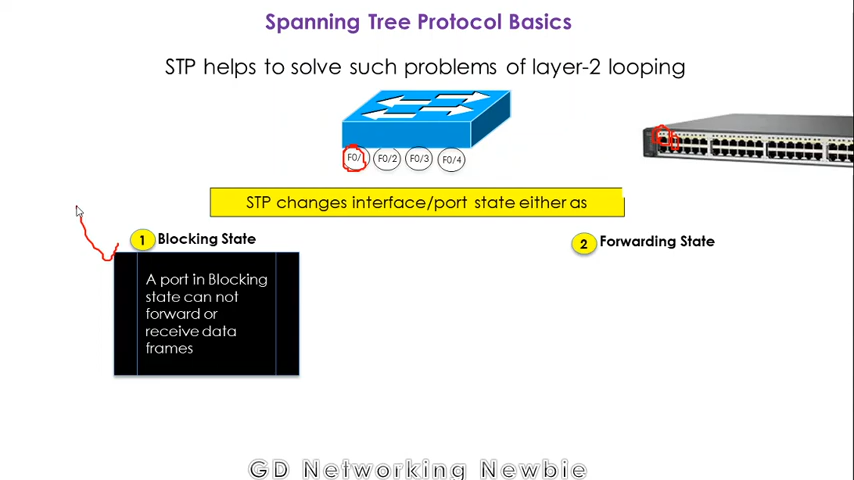 Spanning Tree Protocol Basics
STP helps to solve such problems of layer-2 looping
F0/1 F0/2 F0/3 F0/4
STP changes interface/port state either as
1 Blocking State
A port in Blocking
state can not
forward or
receive data
frames
2 Forwarding State
GD Networking Newbie